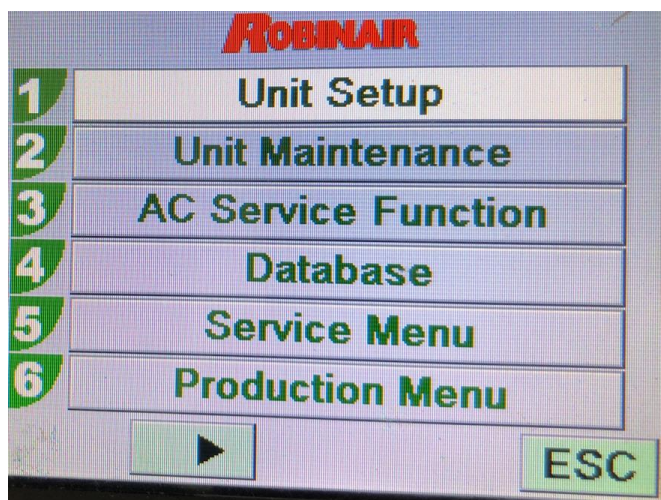 ROBINAIR
1 Unit Setup
2 Unit Maintenance
3 AC Service Function
4 Database
5 Service Menu
6 Production Menu
ESC